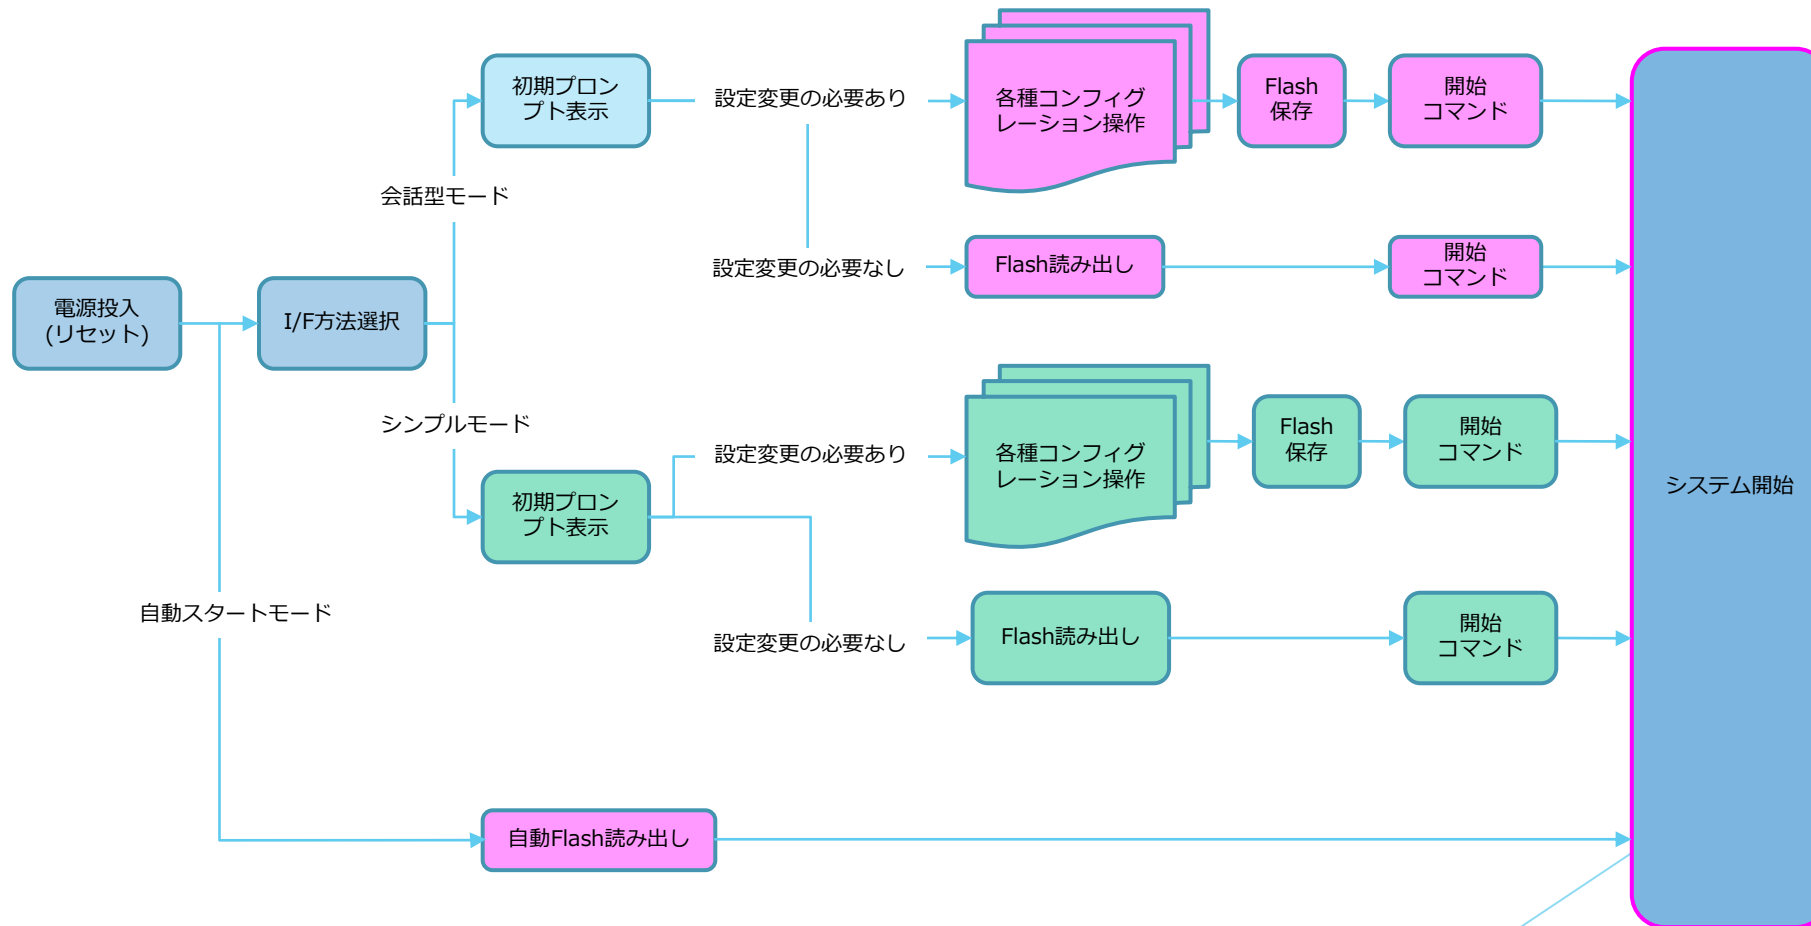 初期プロン
プト表示
設定変更の必要あり
各種コンフィグ
レーション操作
Flash
保存
開始
コマンド
会話型モード
設定変更の必要なし
Flash読み出し
開始
コマンド
電源投入
(リセット)
I/F方法選択
シンプルモード
初期プロン
プト表示
設定変更の必要あり
各種コンフィグ
レーション操作
Flash
保存
開始
コマンド
システム開始
自動スタートモード
設定変更の必要なし
Flash読み出し
開始
コマンド
自動Flash読み出し